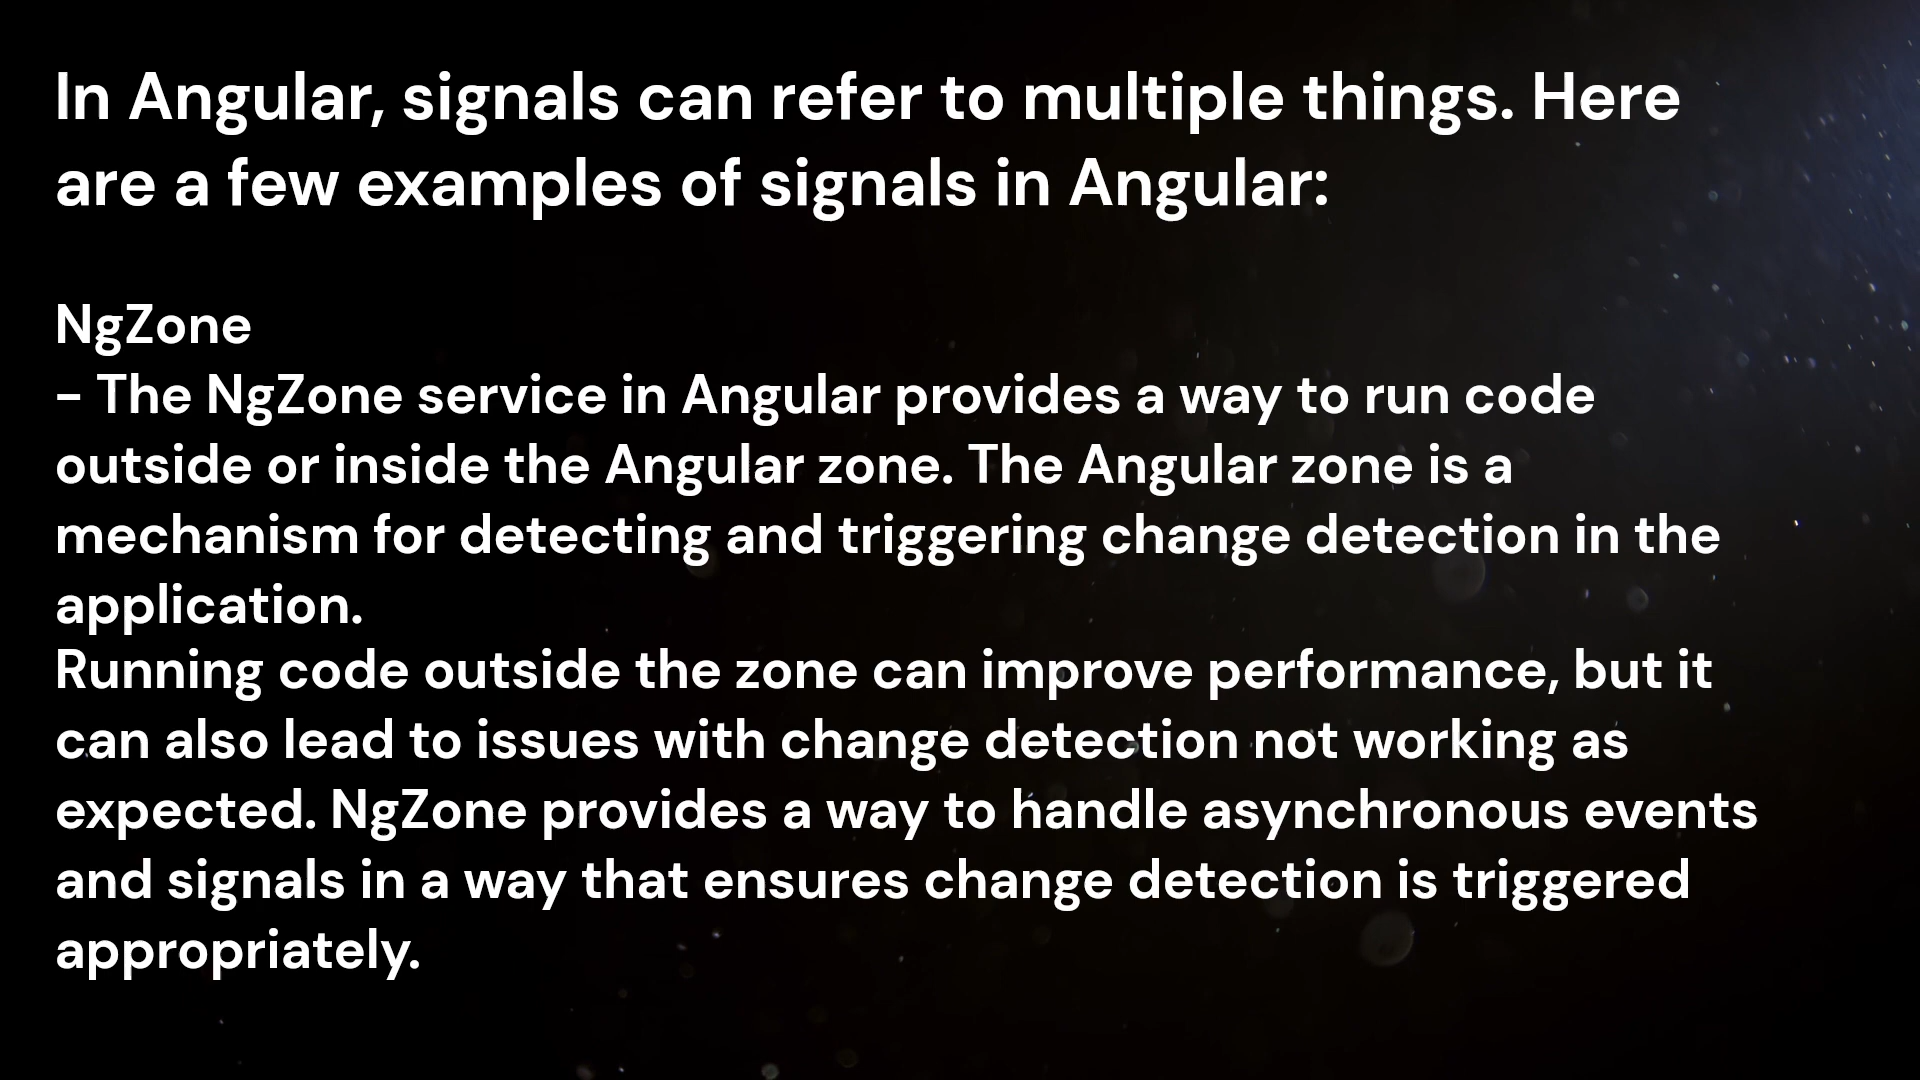 In Angular, signals can refer to multiple things. Here
are a few examples of signals in Angular:
NgZone
– The NgZone service in Angular provides a way to run code
outside or inside the Angular zone. The Angular zone is a
mechanism for detecting and triggering change detection in the
application.
Running code outside the zone can improve performance, but it
can also lead to issues with change detection not working as
expected. NgZone provides a way to handle asynchronous events
and signals in a way that ensures change detection is triggered
appropriately.